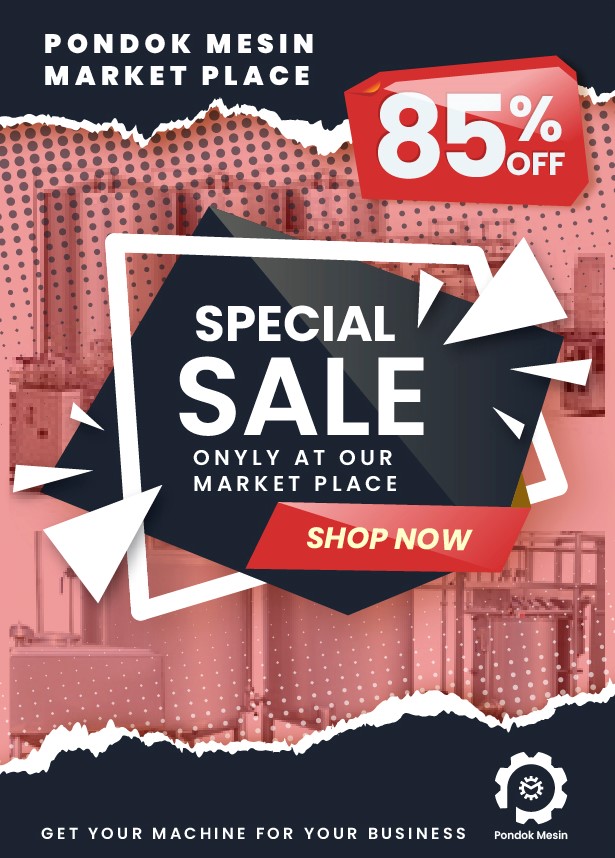 PONDOK MESIN
MARKET PLACE
85%
OFF
SPECIAL
SALE
ONYLY AT OUR
MARKET PLACE
SHOP NOW
GET YOUR MACHINE FOR YOUR BUSINESS
Pondok Mesin